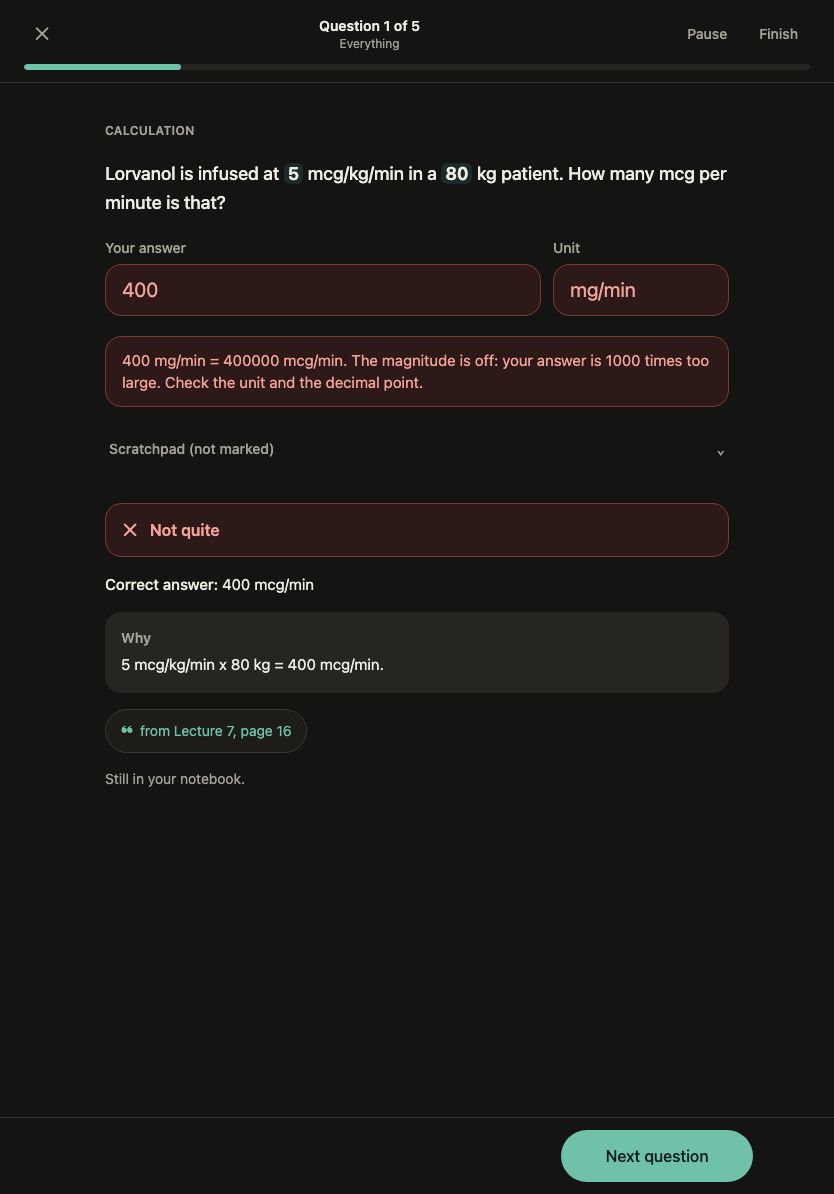 Question 1 of 5
Everything
Pause
Finish
CALCULATION
Lorvanol is infused at 5 mcg/kg/min in a 80 kg patient. How many mcg per
minute is that?
Your answer
Unit
400
mg/min
400 mg/min = 400000 mcg/min. The magnitude is off: your answer is 1000 times too
large. Check the unit and the decimal point.
Scratchpad (not marked)
Not quite
Correct answer: 400 mcg/min
Why
5 mcg/kg/min x 80 kg = 400 mcg/min.
❝ from Lecture 7, page 16
Still in your notebook.
Next question